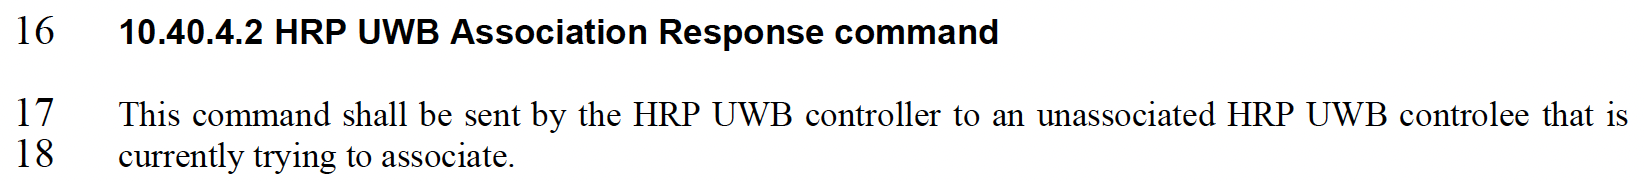 16 10.40.4.2 HRP UWB Association Response command
17 This command shall be sent by the HRP UWB controller to an unassociated HRP UWB controlee that is
18 currently trying to associate.